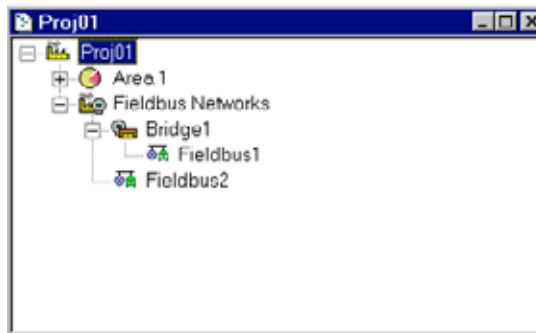 Proj01
Proj01
Area 1
Fieldbus Networks
Bridge1
Fieldbus1
Fieldbus2